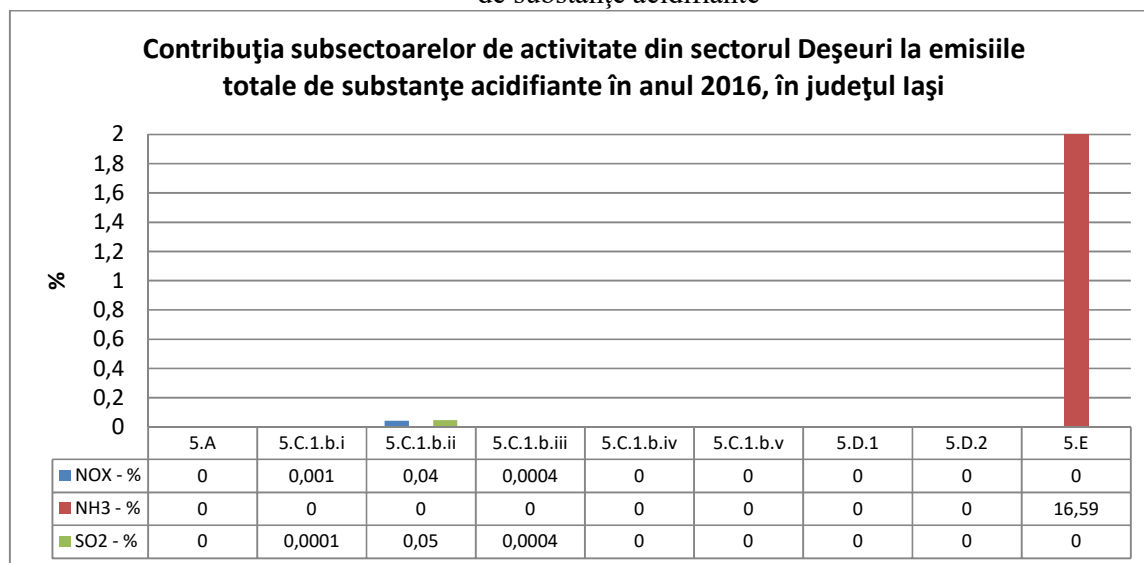 de substanţe acidifiante
Contribuţia subsectoarelor de activitate din sectorul Deşeuri la emisiile
totale de substanţe acidifiante în anul 2016, în judeţul Iaşi
%
2
1,8
1,6
1,4
1,2
1
0,8
0,6
0,4
0,2
0
5.A 5.C.1.b.i 5.C.1.b.ii 5.C.1.b.iii 5.C.1.b.iv 5.C.1.b.v 5.D.1 5.D.2 5.E
NOX - % 0 0,001 0,04 0,0004 0 0 0 0 0
NH3 - % 0 0 0 0 0 0 0 0 16,59
SO2 - % 0 0,0001 0,05 0,0004 0 0 0 0 0